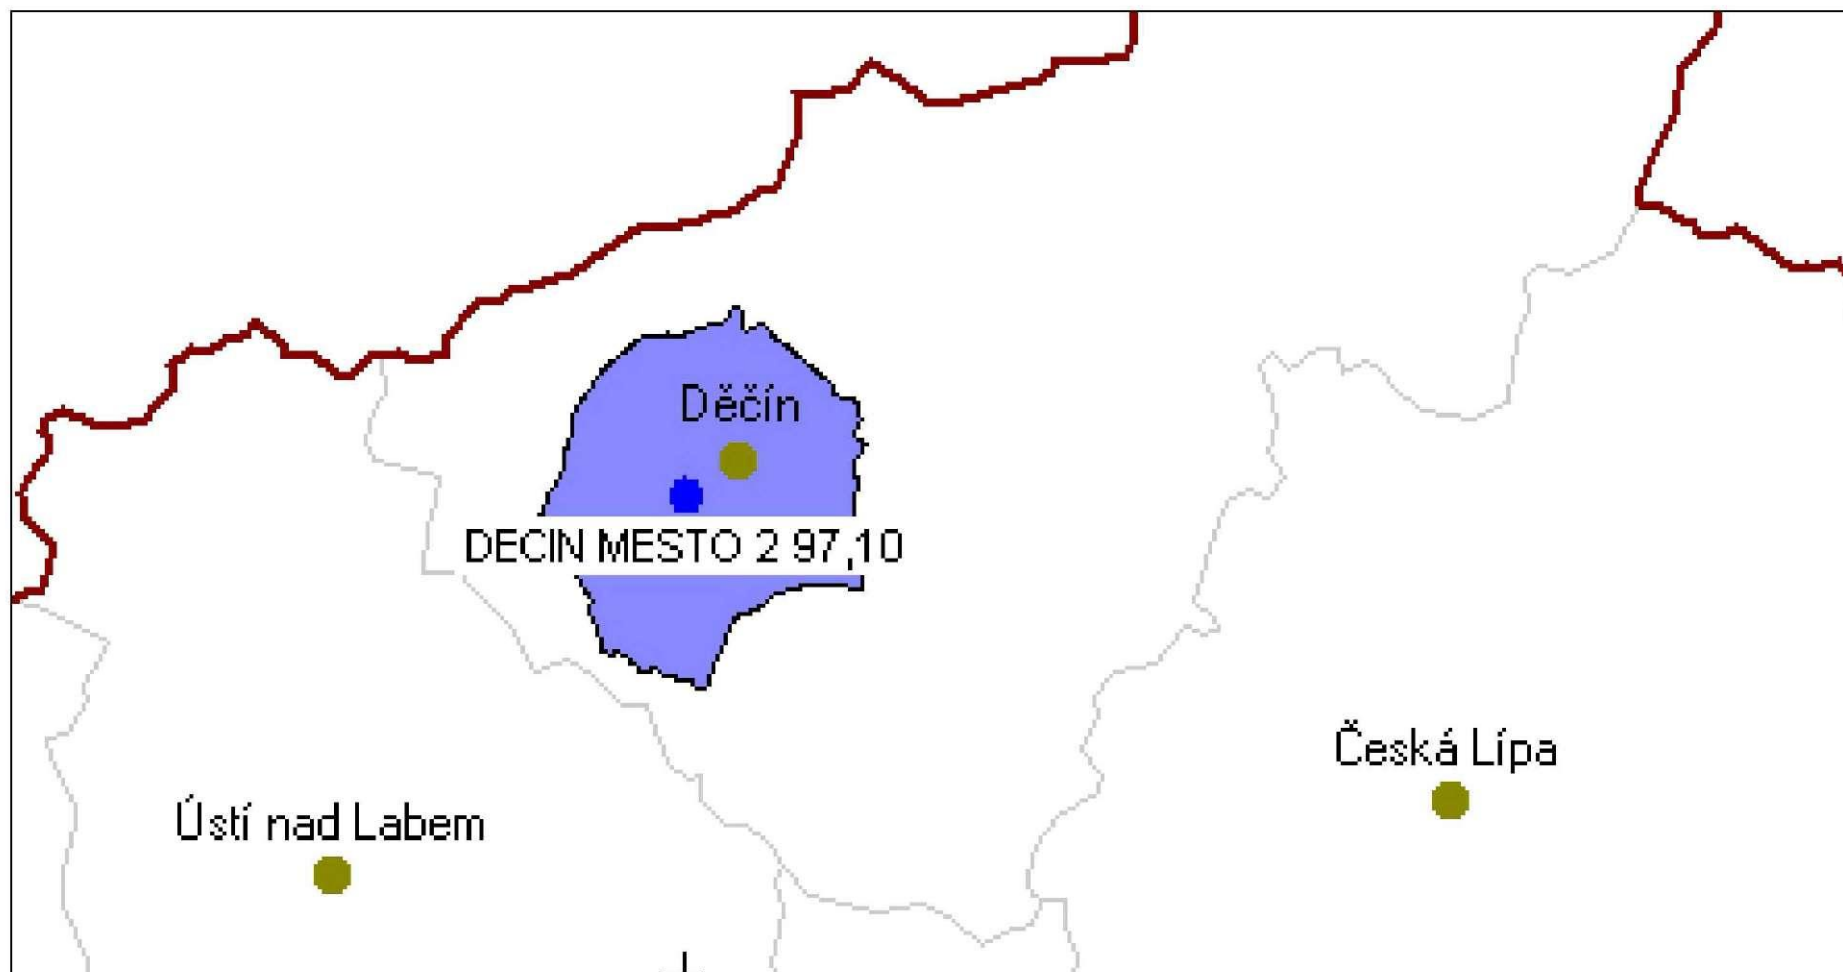 Děčín
DECIN MESTO 2 97,10
Česká Lípa
Ústí nad Labem